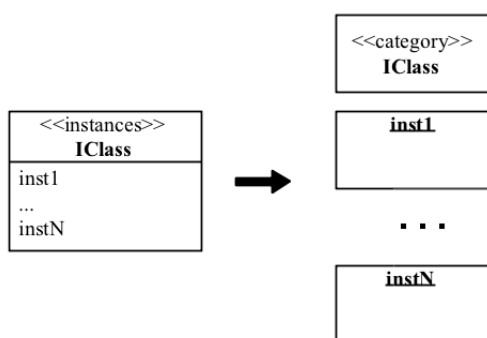 <<instances>>
IClass
inst1
...
instN
<<category>>
IClass
inst1
...
instN